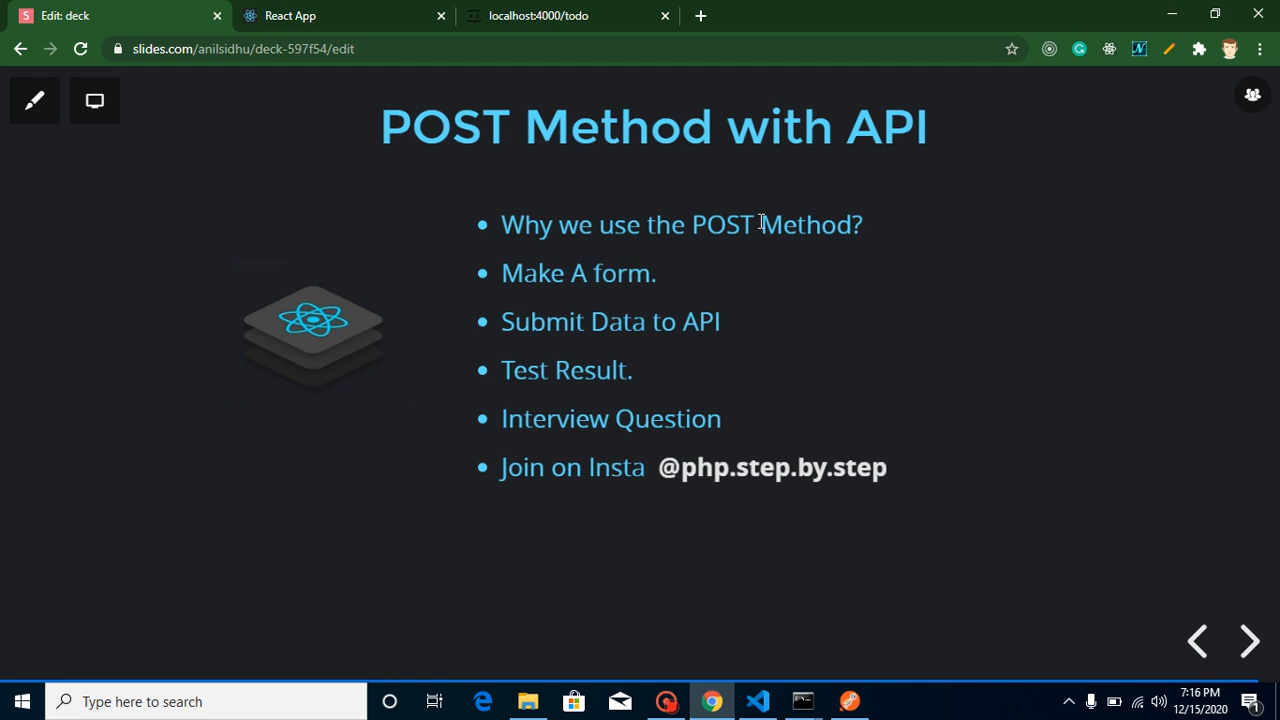 Edit: deck
React App
localhost:4000/todo
slides.com/anilsidhu/deck-597f54/edit
POST Method with API
Why we use the POST Method?
Make A form.
Submit Data to API
Test Result.
Interview Question
Join on Insta @php.step.by.step
Type here to search
7:16 PM
12/15/2020